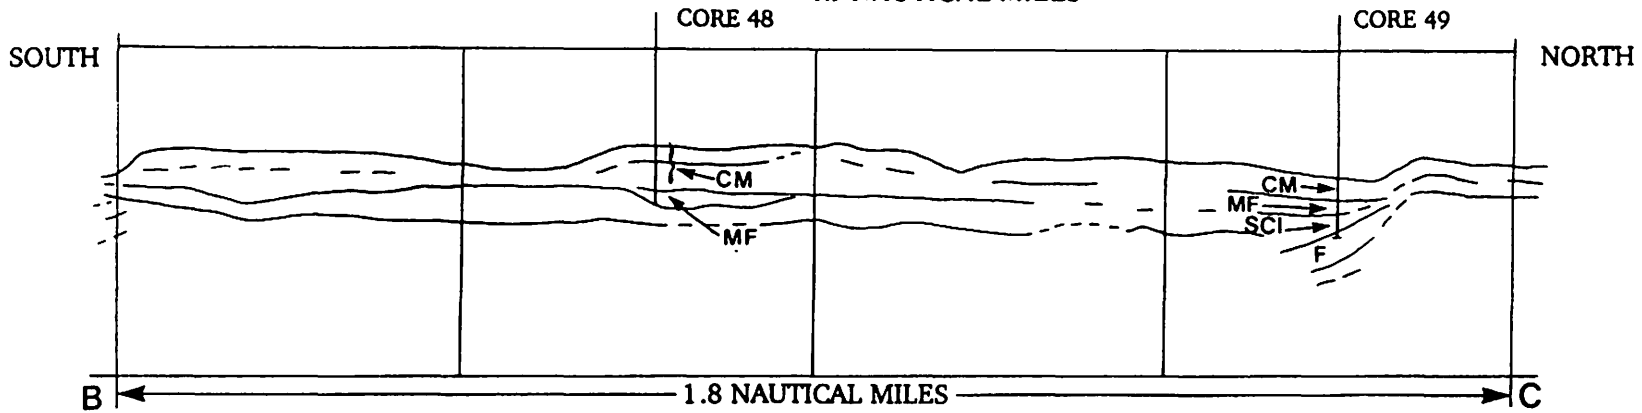 CORE 48
CORE 49
SOUTH
NORTH
CM
MF
CM
MF
SCI
F
B
1.8 NAUTICAL MILES
C